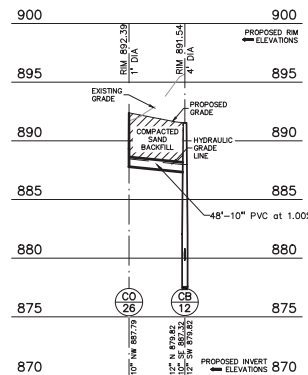 900
RIM 892.39
1" DIA
RIM 891.54
4' DIA
900
PROPOSED RIM
ELEVATIONS
895
895
EXISTING
GRADE
PROPOSED
GRADE
890
COMPACTED
SAND
BACKFILL
HYDRAULIC
GRADE
LINE
890
885
885
48'-10" PVC at 1.00%
880
880
CO
26
CB
12
875
875
10" NW 887.79
12" N 879.82
10" SE 887.32
12" SW 879.82
870
PROPOSED INVERT
ELEVATIONS
870